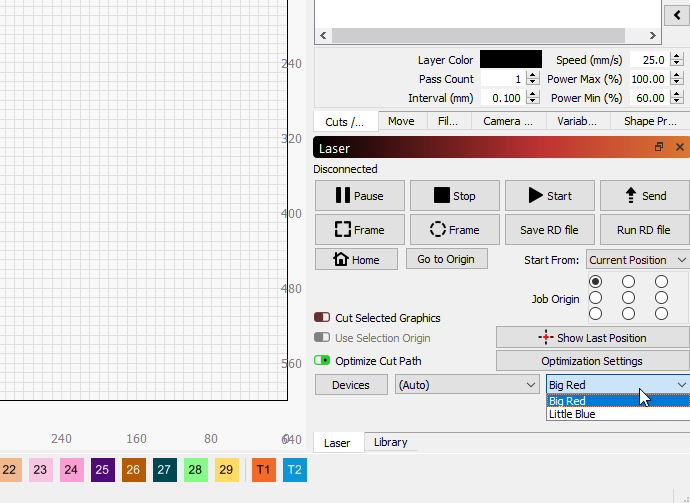 240
Layer Color
Speed (mm/s) 25.0
Pass Count 1
Power Max (%) 100.00
Interval (mm) 0.100
Power Min (%) 60.00
Cuts /... Move Fil... Camera ... Variab... Shape Pr...
320
Laser
Disconnected
Pause Stop Start Send
400
Frame Frame Save RD file Run RD file
Home Go to Origin Start From: Current Position
480
Job Origin
Cut Selected Graphics
Use Selection Origin Show Last Position
560
Optimize Cut Path Optimization Settings
Devices (Auto) Big Red
Big Red
Little Blue
240 160 80 0 640
Laser Library
22 23 24 25 26 27 28 29 T1 T2